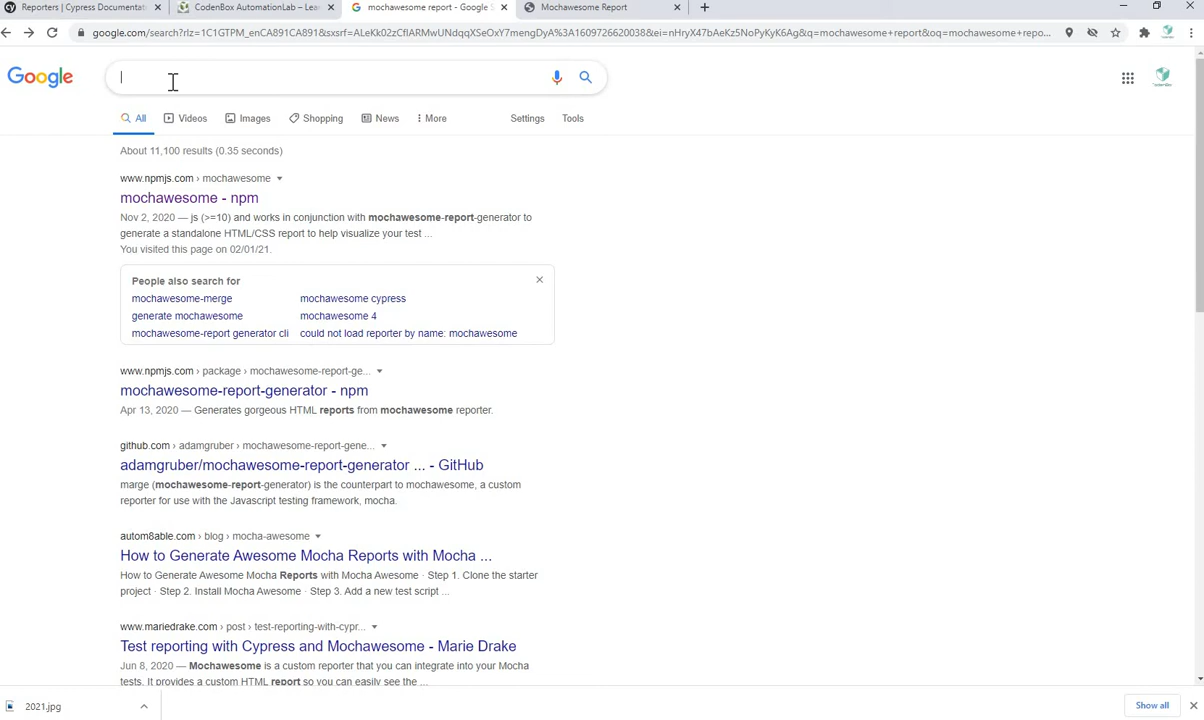 Reporters | Cypress Documentati
CodenBox AutomationLab – Lea
mochawesome report - Google S
Mochawesome Report
google.com/search?rlz=1C1GTPM_enCA891CA891&sxsrf=ALeKk02zCflARMwUNdqqXSeOxY7mengDyA%3A1609726620038&ei=nHryX47bAeKz5NoPyKyK6Ag&q=mochawesome+report&oq=mochawesome+repo...
Google
All
Videos
Images
Shopping
News
More
Settings
Tools
CodenBox
About 11,100 results (0.35 seconds)
www.npmjs.com › mochawesome
mochawesome - npm
Nov 2, 2020 — js (>=10) and works in conjunction with mochawesome-report-generator to
generate a standalone HTML/CSS report to help visualize your test ...
You visited this page on 02/01/21.
People also search for
mochawesome-merge
mochawesome cypress
generate mochawesome
mochawesome 4
mochawesome-report generator cli
could not load reporter by name: mochawesome
www.npmjs.com › package › mochawesome-report-ge...
mochawesome-report-generator - npm
Apr 13, 2020 — Generates gorgeous HTML reports from mochawesome reporter.
github.com › adamgruber › mochawesome-report-gene...
adamgruber/mochawesome-report-generator ... - GitHub
marge (mochawesome-report-generator) is the counterpart to mochawesome, a custom
reporter for use with the Javascript testing framework, mocha.
autom8able.com › blog › mocha-awesome
How to Generate Awesome Mocha Reports with Mocha ...
How to Generate Awesome Mocha Reports with Mocha Awesome · Step 1. Clone the starter
project · Step 2. Install Mocha Awesome · Step 3. Add a new test script ...
www.mariedrake.com › post › test-reporting-with-cypr...
Test reporting with Cypress and Mochawesome - Marie Drake
Jun 8, 2020 — Mochawesome is a custom reporter that you can integrate into your Mocha
tests. It provides a custom HTML report so you can easily see the ...
2021.jpg
Show all